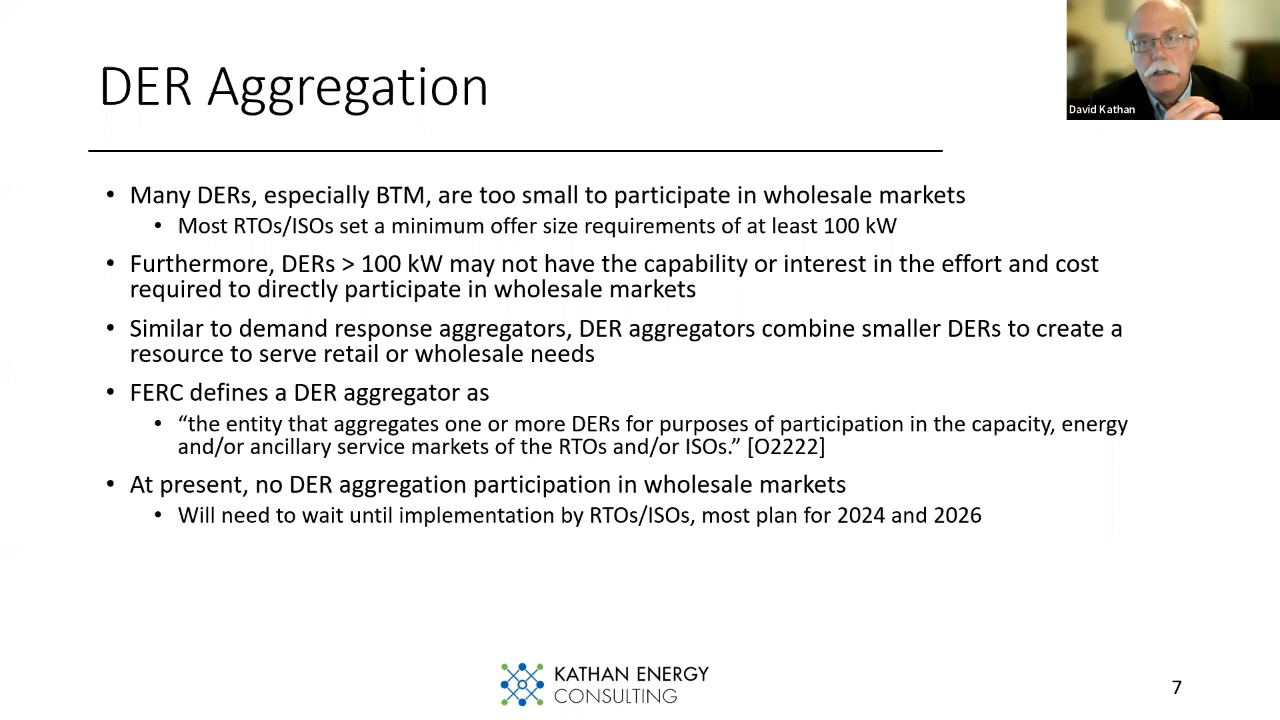 DER Aggregation
David Kathan
• Many DERs, especially BTM, are too small to participate in wholesale markets
• Most RTOs/ISOs set a minimum offer size requirements of at least 100 kW
• Furthermore, DERs > 100 kW may not have the capability or interest in the effort and cost
required to directly participate in wholesale markets
• Similar to demand response aggregators, DER aggregators combine smaller DERs to create a
resource to serve retail or wholesale needs
• FERC defines a DER aggregator as
• “the entity that aggregates one or more DERs for purposes of participation in the capacity, energy
and/or ancillary service markets of the RTOs and/or ISOs.” [O2222]
• At present, no DER aggregation participation in wholesale markets
• Will need to wait until implementation by RTOs/ISOs, most plan for 2024 and 2026
KATHAN ENERGY
CONSULTING
7